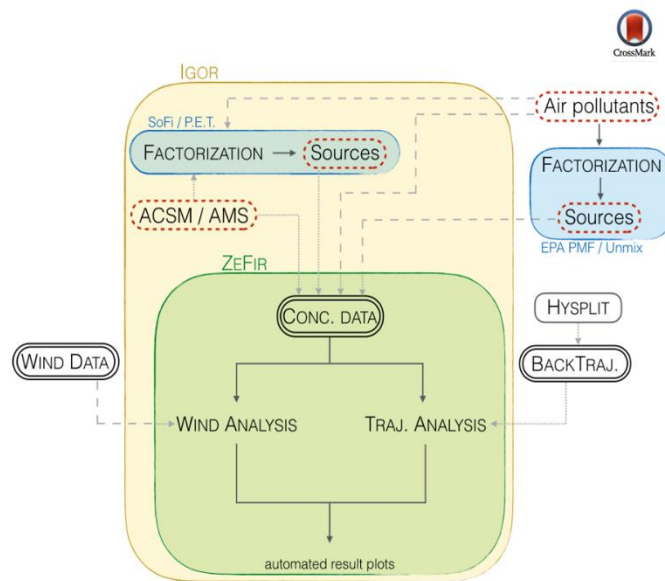 CrossMark
IGOR
Air pollutants
SoFi / P.E.T.
FACTORIZATION
Sources
FACTORIZATION
Sources
ACSM / AMS
EPA PMF / Unmix
ZEFIR
CONC. DATA
HYSPLIT
WIND DATA
BACKTRAJ.
WIND ANALYSIS
TRAJ. ANALYSIS
automated result plots